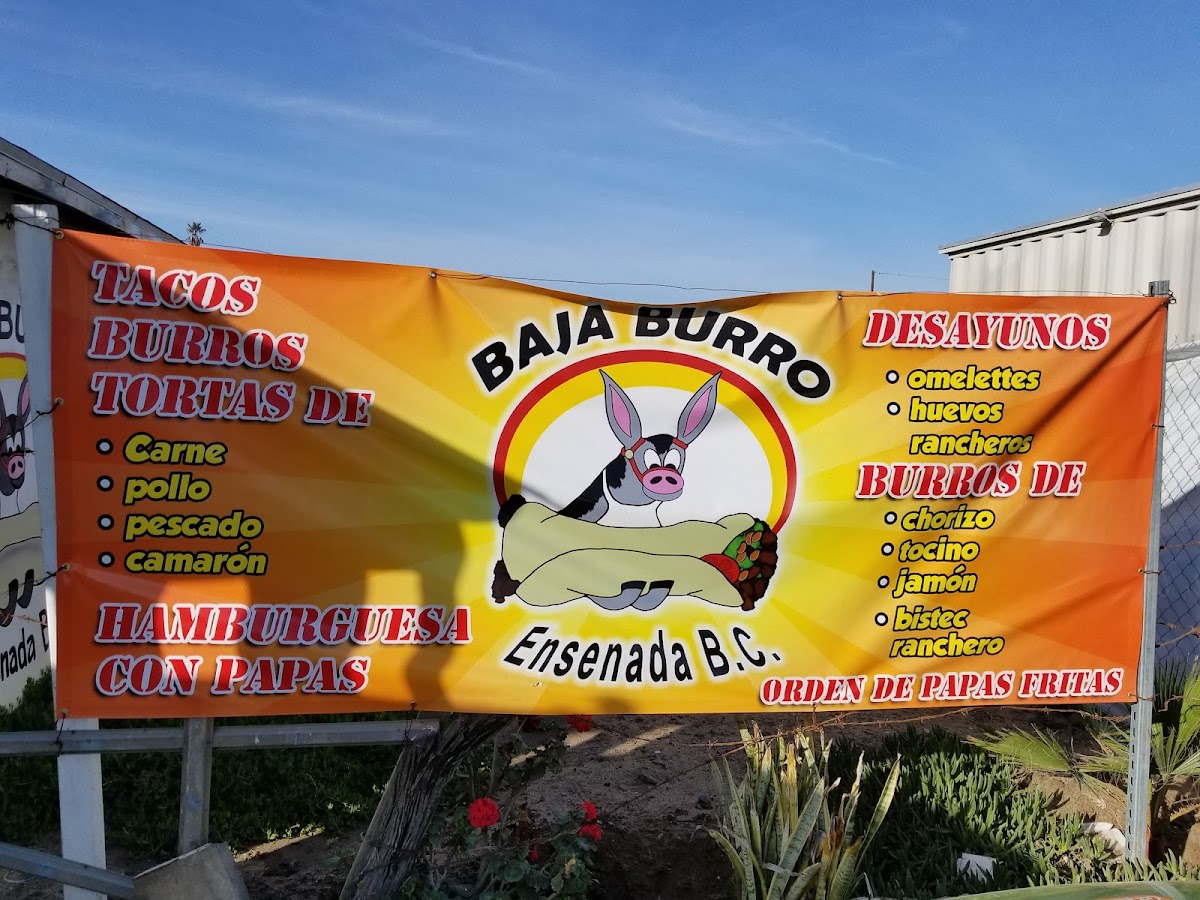 TACOS
BURROS
TORTAS DE
• Carne
• pollo
• pescado
• camarón
HAMBURGUESA
CON PAPAS
BAJA BURRO
Ensenada B.C.
DESAYUNOS
• omelettes
• huevos
rancheros
BURROS DE
• chorizo
• tocino
• jamón
• bistec
ranchero
ORDEN DE PAPAS FRITAS